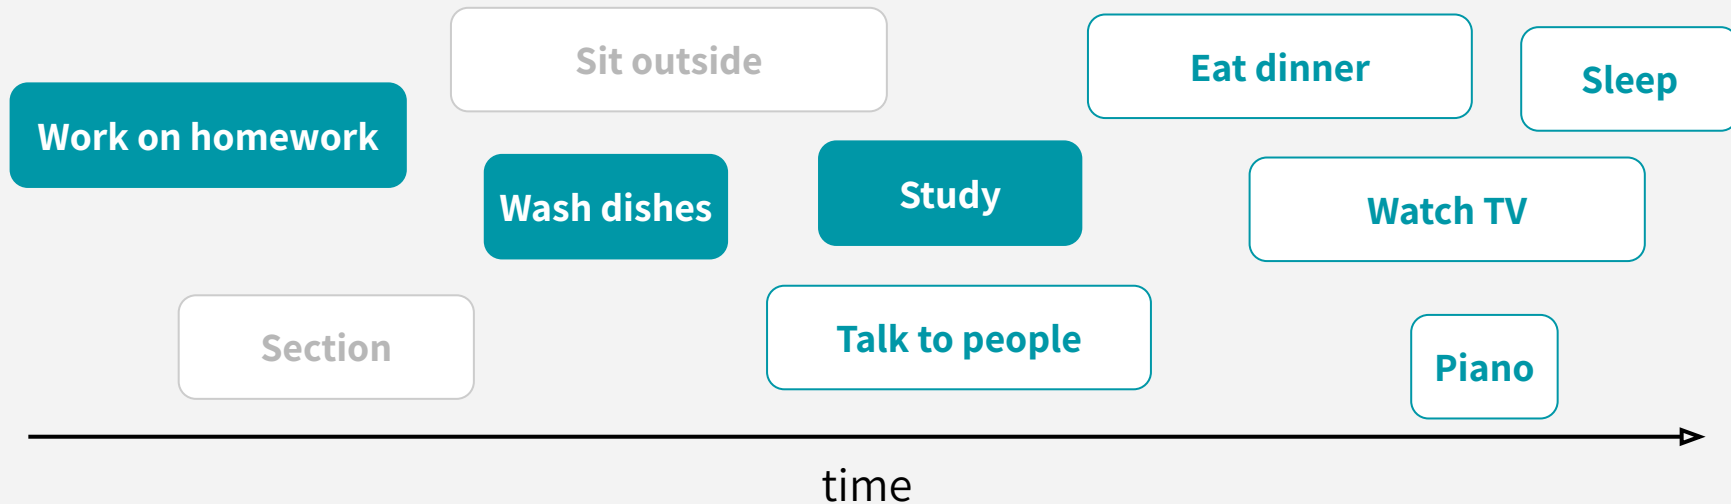 Sit outside
Eat dinner
Sleep
Work on homework
Wash dishes
Study
Watch TV
Section
Talk to people
Piano
time